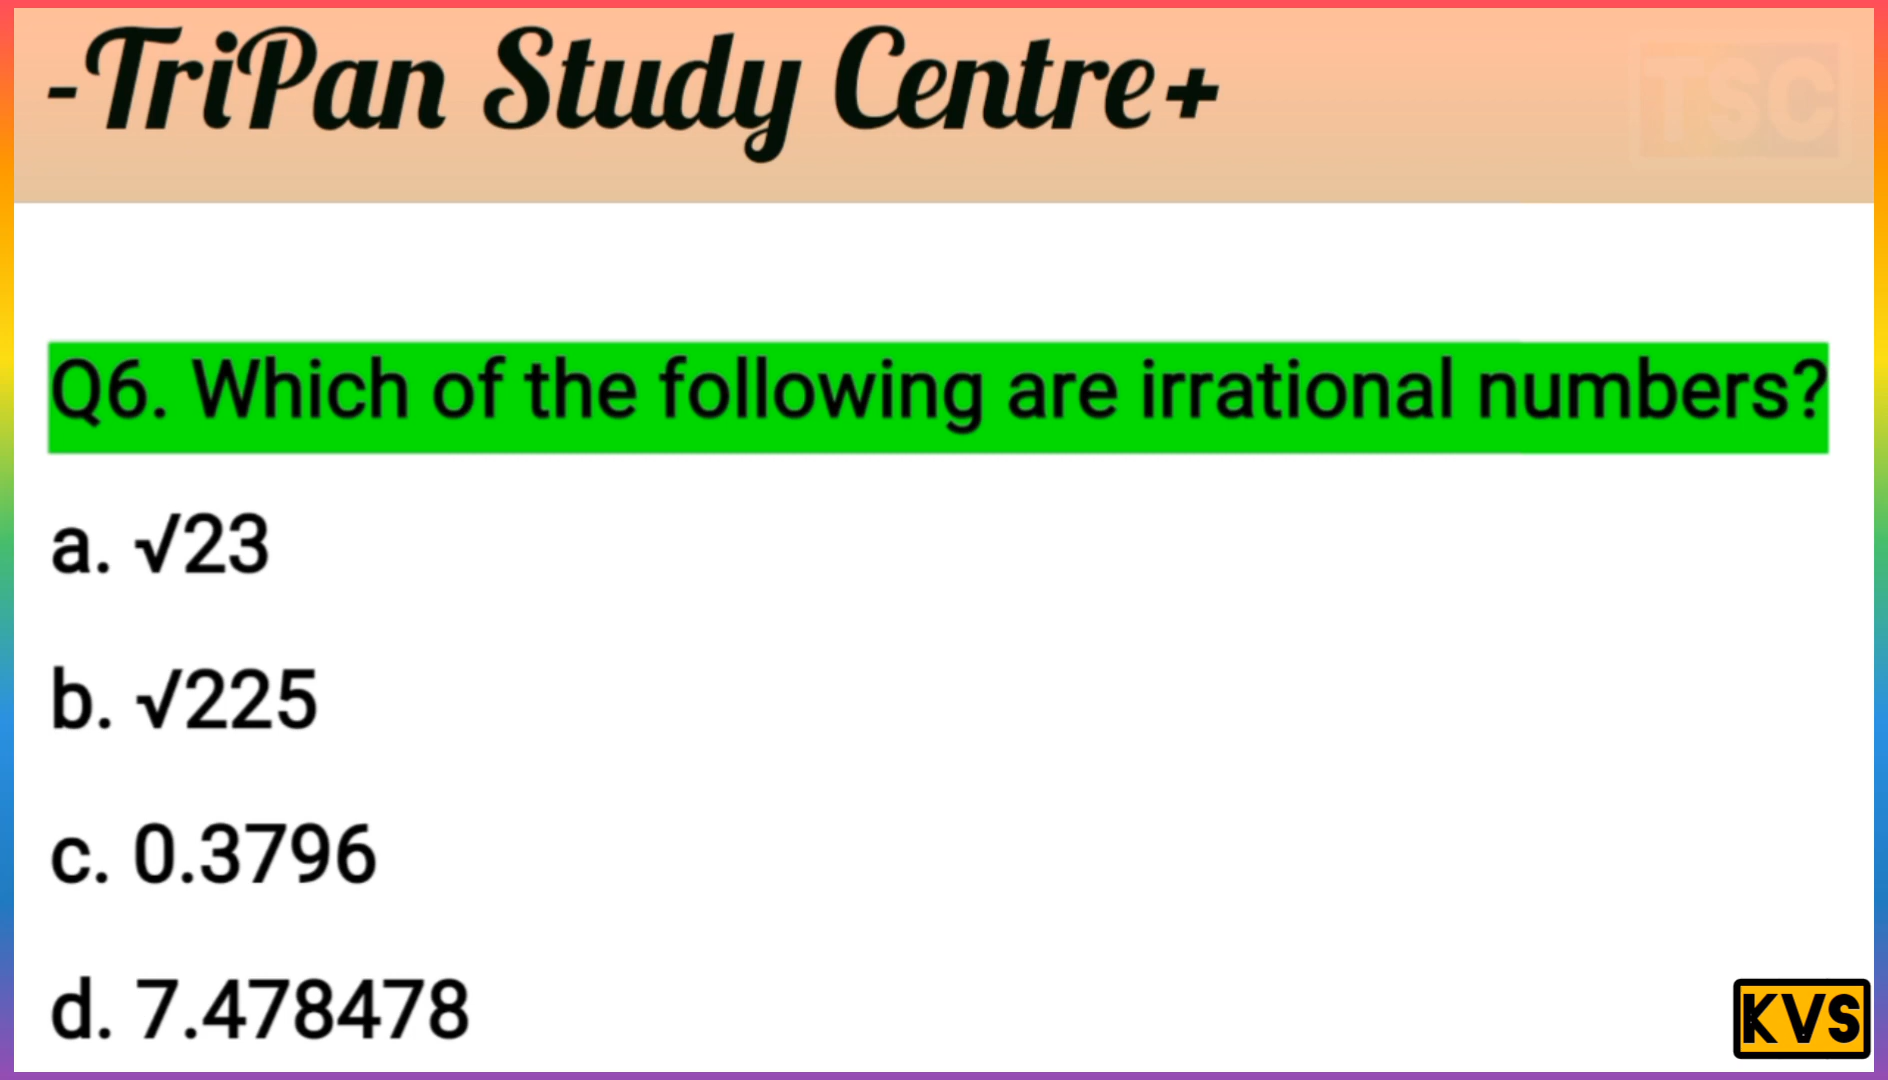 -TriPan Study Centre+
TSC
Q6. Which of the following are irrational numbers?
a. √23
b. √225
c. 0.3796
d. 7.478478
KVS